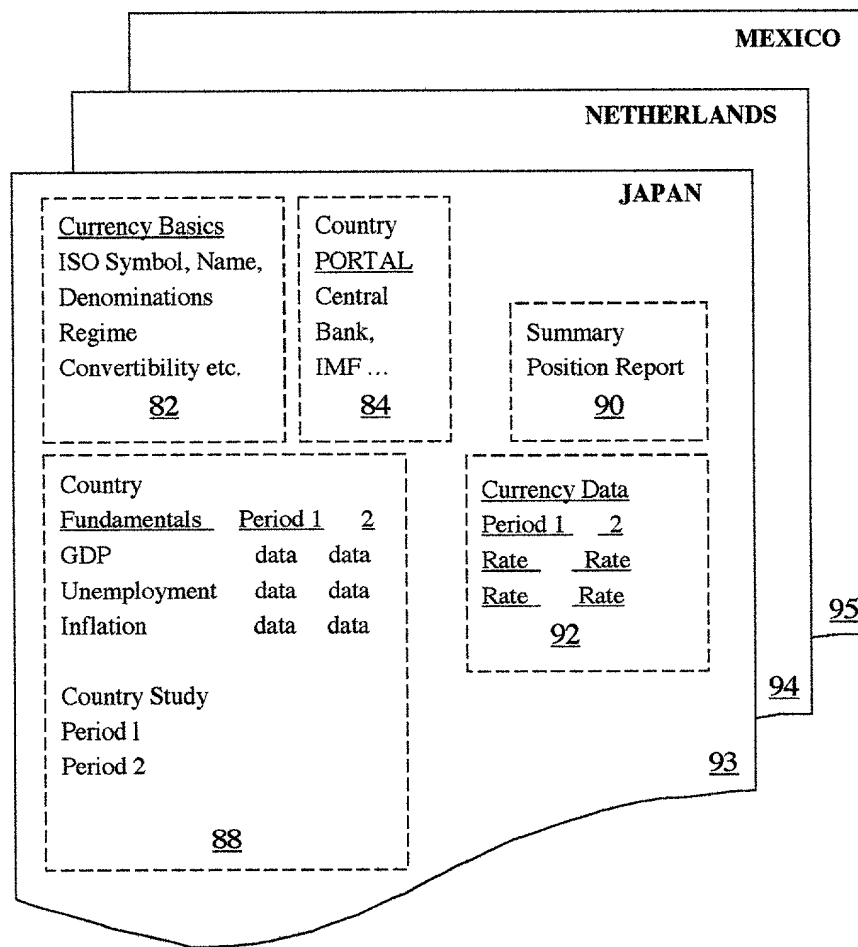 MEXICO
NETHERLANDS
JAPAN
Currency Basics
ISO Symbol, Name,
Denominations
Regime
Convertibility etc.
82
Country
PORTAL
Central
Bank,
IMF ...
84
Summary
Position Report
90
Country
Fundamentals Period 1 2
GDP data data
Unemployment data data
Inflation data data
Country Study
Period 1
Period 2
88
Currency Data
Period 1 2
Rate Rate
Rate Rate
92
93
94
95